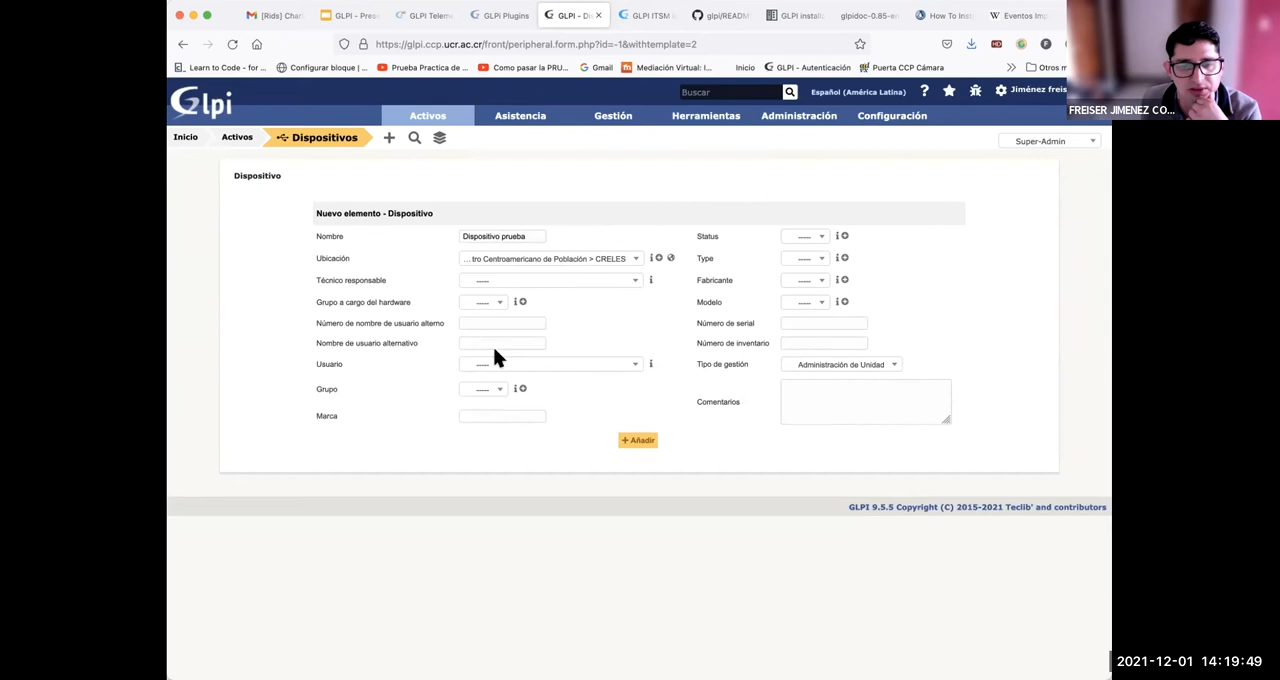 [Rids] Cha
GLPI - Pres
GLPI Telem
GLPi Plugins
GLPI - Di
GLPI ITSM
glpi/READM
GLPI install
glpidoc-0.85-e
How To Inst
Eventos Imp
https://glpi.ccp.ucr.ac.cr/front/peripheral.form.php?id=-1&withtemplate=2
Learn to Code - for ...
Configurar bloque | ...
Prueba Practica de ...
Como pasar la PRU...
Gmail
Mediación Virtual: I...
Inicio
GLPI - Autenticación
Puerta CCP Cámara
Otros m
FREISER JIMENEZ CO...
Glpi
Buscar
Español (América Latina)
?
Jiménez freis
Activos
Asistencia
Gestión
Herramientas
Administración
Configuración
Inicio
Activos
Dispositivos
Super-Admin
Dispositivo
Nuevo elemento - Dispositivo
Nombre
Dispositivo prueba
Status
-----
Ubicación
...tro Centroamericano de Población > CRELES
Type
-----
Técnico responsable
-----
Fabricante
-----
Grupo a cargo del hardware
-----
Modelo
-----
Número de nombre de usuario alterno
Número de serial
Nombre de usuario alternativo
Número de inventario
Usuario
-----
Tipo de gestión
Administración de Unidad
Grupo
-----
Comentarios
Marca
+ Añadir
GLPI 9.5.5 Copyright (C) 2015-2021 Teclib' and contributors
2021-12-01 14:19:49